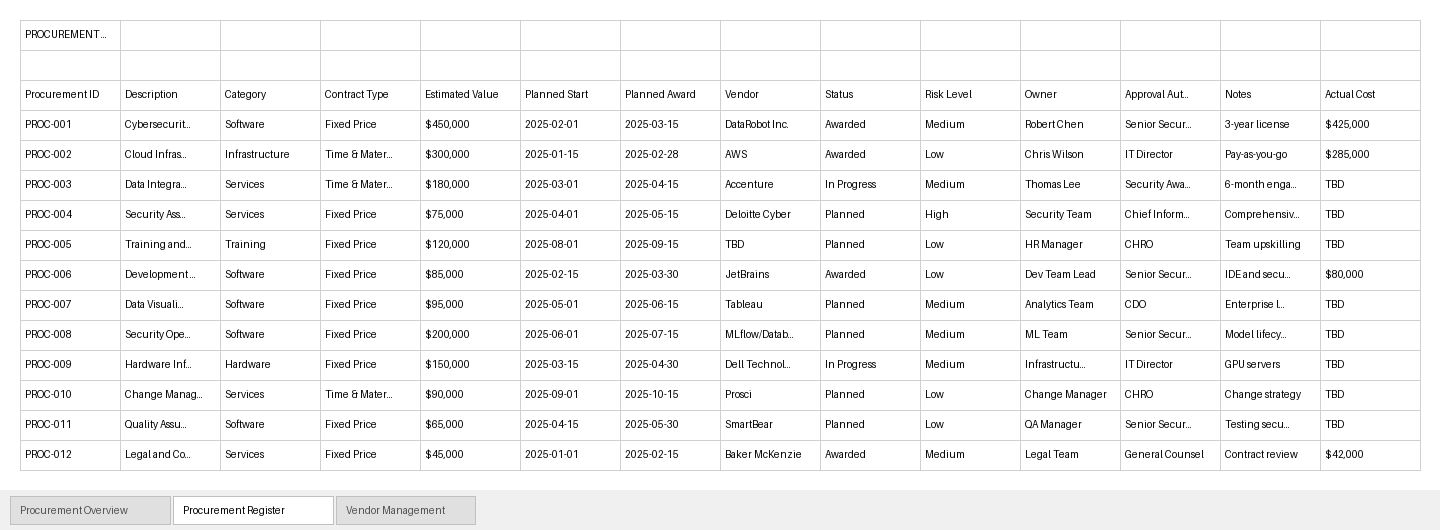 PROCUREMENT...
Procurement ID Description Category Contract Type Estimated Value Planned Start Planned Award Vendor Status Risk Level Owner Approval Aut... Notes Actual Cost
PROC-001 Cybersecurit... Software Fixed Price $450,000 2025-02-01 2025-03-15 DataRobot Inc. Awarded Medium Robert Chen Senior Secur... 3-year license $425,000
PROC-002 Cloud Infras... Infrastructure Time & Mater... $300,000 2025-01-15 2025-02-28 AWS Awarded Low Chris Wilson IT Director Pay-as-you-go $285,000
PROC-003 Data Integra... Services Time & Mater... $180,000 2025-03-01 2025-04-15 Accenture In Progress Medium Thomas Lee Security Awa... 6-month enga... TBD
PROC-004 Security Ass... Services Fixed Price $75,000 2025-04-01 2025-05-15 Deloitte Cyber Planned High Security Team Chief Inform... Comprehensiv... TBD
PROC-005 Training and... Training Fixed Price $120,000 2025-08-01 2025-09-15 TBD Planned Low HR Manager CHRO Team upskilling TBD
PROC-006 Development ... Software Fixed Price $85,000 2025-02-15 2025-03-30 JetBrains Awarded Low Dev Team Lead Senior Secur... IDE and secu... $80,000
PROC-007 Data Visuali... Software Fixed Price $95,000 2025-05-01 2025-06-15 Tableau Planned Medium Analytics Team CDO Enterprise l... TBD
PROC-008 Security Ope... Software Fixed Price $200,000 2025-06-01 2025-07-15 MLflow/Datab... Planned Medium ML Team Senior Secur... Model lifecy... TBD
PROC-009 Hardware Inf... Hardware Fixed Price $150,000 2025-03-15 2025-04-30 Dell Technol... In Progress Medium Infrastructu... IT Director GPU servers TBD
PROC-010 Change Manag... Services Time & Mater... $90,000 2025-09-01 2025-10-15 Prosci Planned Low Change Manager CHRO Change strategy TBD
PROC-011 Quality Assu... Software Fixed Price $65,000 2025-04-15 2025-05-30 SmartBear Planned Low QA Manager Senior Secur... Testing secu... TBD
PROC-012 Legal and Co... Services Fixed Price $45,000 2025-01-01 2025-02-15 Baker McKenzie Awarded Medium Legal Team General Counsel Contract review $42,000
Procurement Overview Procurement Register Vendor Management